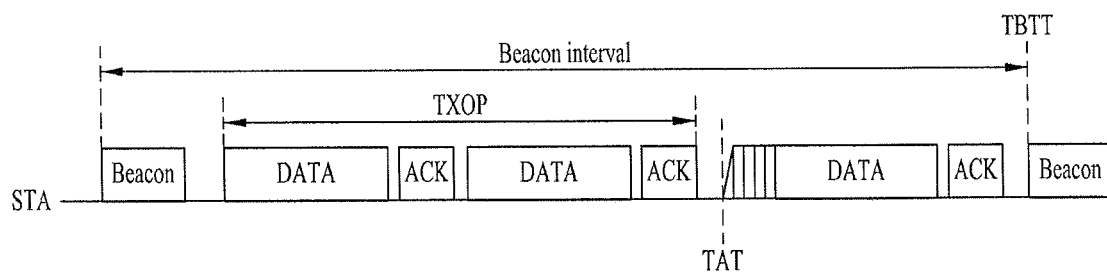 TBTT
Beacon interval
TXOP
Beacon DATA ACK DATA ACK DATA ACK Beacon
STA
TAT